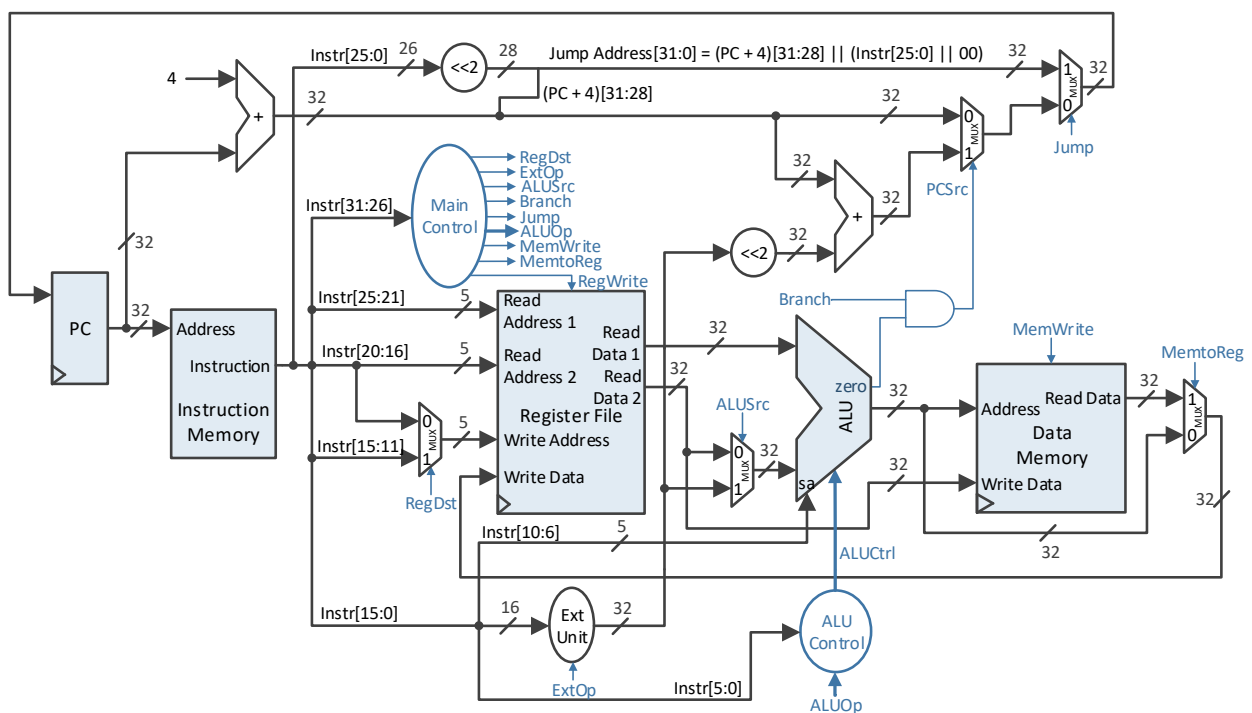 Instr[25:0]
26
<<2
28
Jump Address[31:0] = (PC + 4)[31:28] || (Instr[25:0] || 00)
32
1
MUX
0
32
Jump
4
+
32
(PC + 4)[31:28]
32
0
MUX
1
PCSrc
32
+
32
<<2
32
Main
Control
RegDst
ExtOp
ALUSrc
Branch
Jump
ALUOp
MemWrite
MemtoReg
RegWrite
Instr[31:26]
32
PC
32
Address
Instruction
Instruction
Memory
Instr[25:21]
5
Instr[20:16]
5
0
MUX
1
5
Instr[15:11]
RegDst
Read
Address 1
Read
Address 2
Read
Data 1
Read
Data 2
Register File
Write Address
Write Data
32
32
ALUSrc
0
MUX
1
32
Branch
zero
ALU
sa
32
MemWrite
Address
Read Data
Data
Memory
Write Data
32
32
MemtoReg
1
MUX
0
32
32
Instr[10:6]
5
ALUCtrl
Instr[15:0]
16
Ext
Unit
32
ExtOp
ALU
Control
Instr[5:0]
ALUOp